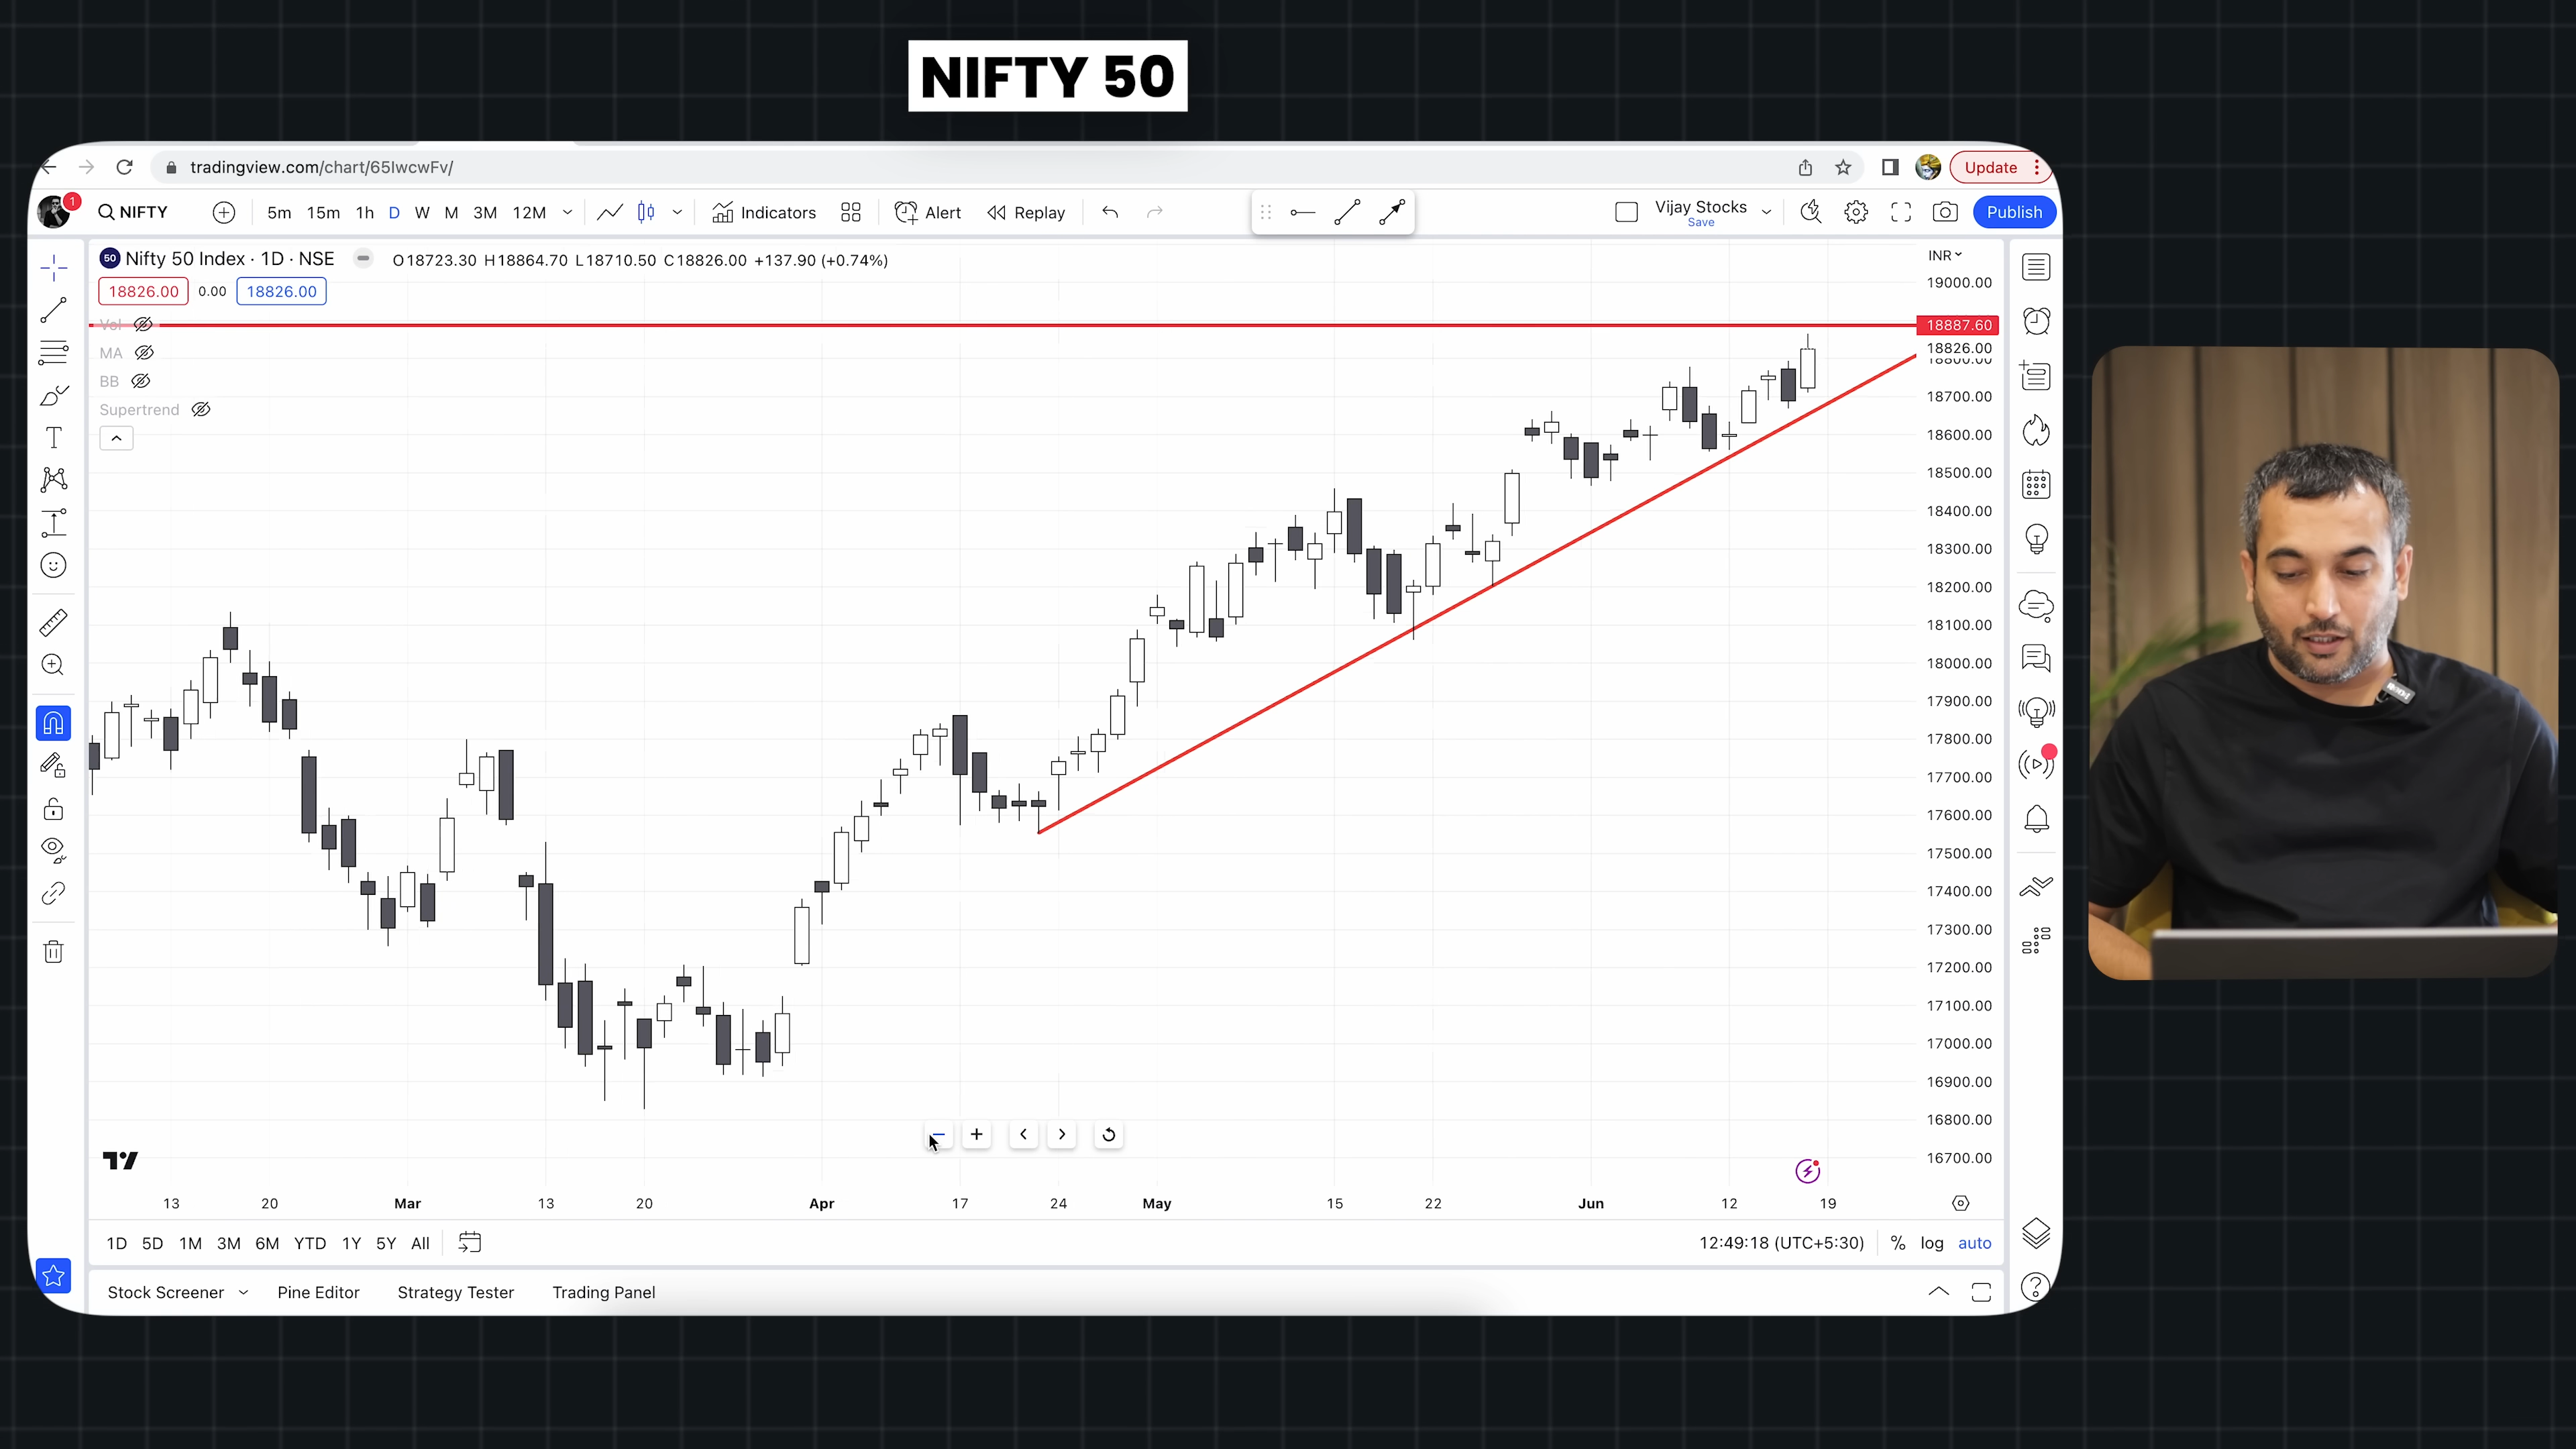 NIFTY 50
tradingview.com/chart/65IwcwFv/
Update
1
NIFTY
5m 15m 1h D W M 3M 12M
Indicators
Alert
Replay
Vijay Stocks
Save
Publish
50 Nifty 50 Index · 1D · NSE
O18723.30 H18864.70 L18710.50 C18826.00 +137.90 (+0.74%)
INR
18826.00 0.00 18826.00
Vol
MA
BB
Supertrend
19000.00
18887.60
18826.00
18800.00
18700.00
18600.00
18500.00
18400.00
18300.00
18200.00
18100.00
18000.00
17900.00
17800.00
17700.00
17600.00
17500.00
17400.00
17300.00
17200.00
17100.00
17000.00
16900.00
16800.00
16700.00
13 20 Mar 13 20 Apr 17 24 May 15 22 Jun 12 19
1D 5D 1M 3M 6M YTD 1Y 5Y All
12:49:18 (UTC+5:30) % log auto
Stock Screener Pine Editor Strategy Tester Trading Panel